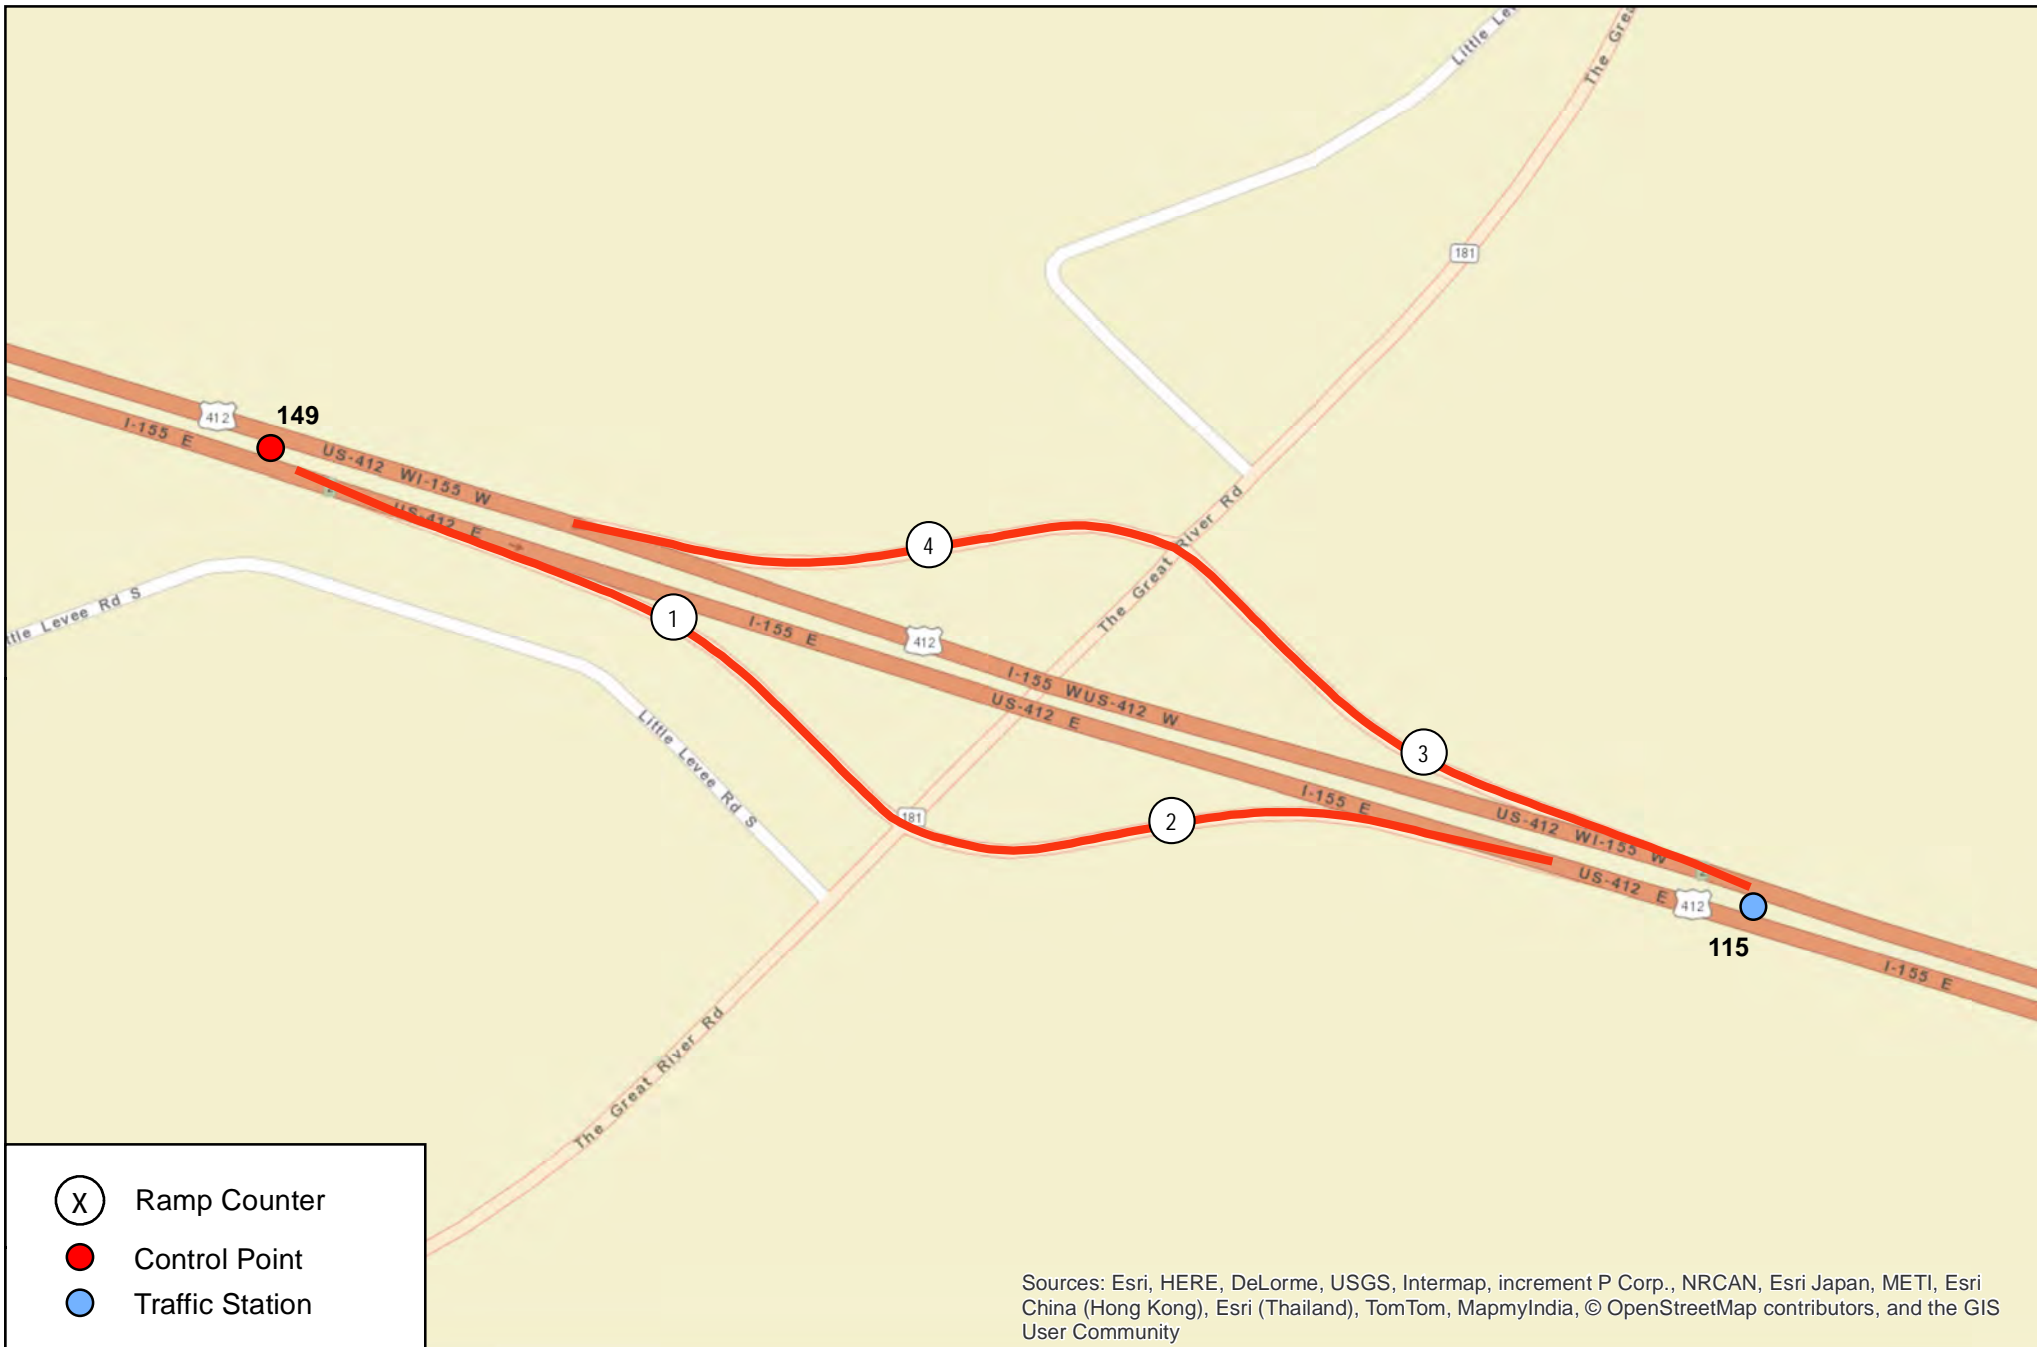 Little Le
The Grea
181
412
149
I-155 E
US-412 WI-155 W
US-412 E
→
4
The Great River Rd
1
I-155 E
412
ttle Levee Rd S
I-155 WUS-412 W
US-412 E
Little Levee Rd S
3
181
2
I-155 E
US-412 WI-155 W
US-412 E
412
115
I-155 E
The Great River Rd
X Ramp Counter
Control Point
Traffic Station
Sources: Esri, HERE, DeLorme, USGS, Intermap, increment P Corp., NRCAN, Esri Japan, METI, Esri
China (Hong Kong), Esri (Thailand), TomTom, MapmyIndia, © OpenStreetMap contributors, and the GIS
User Community